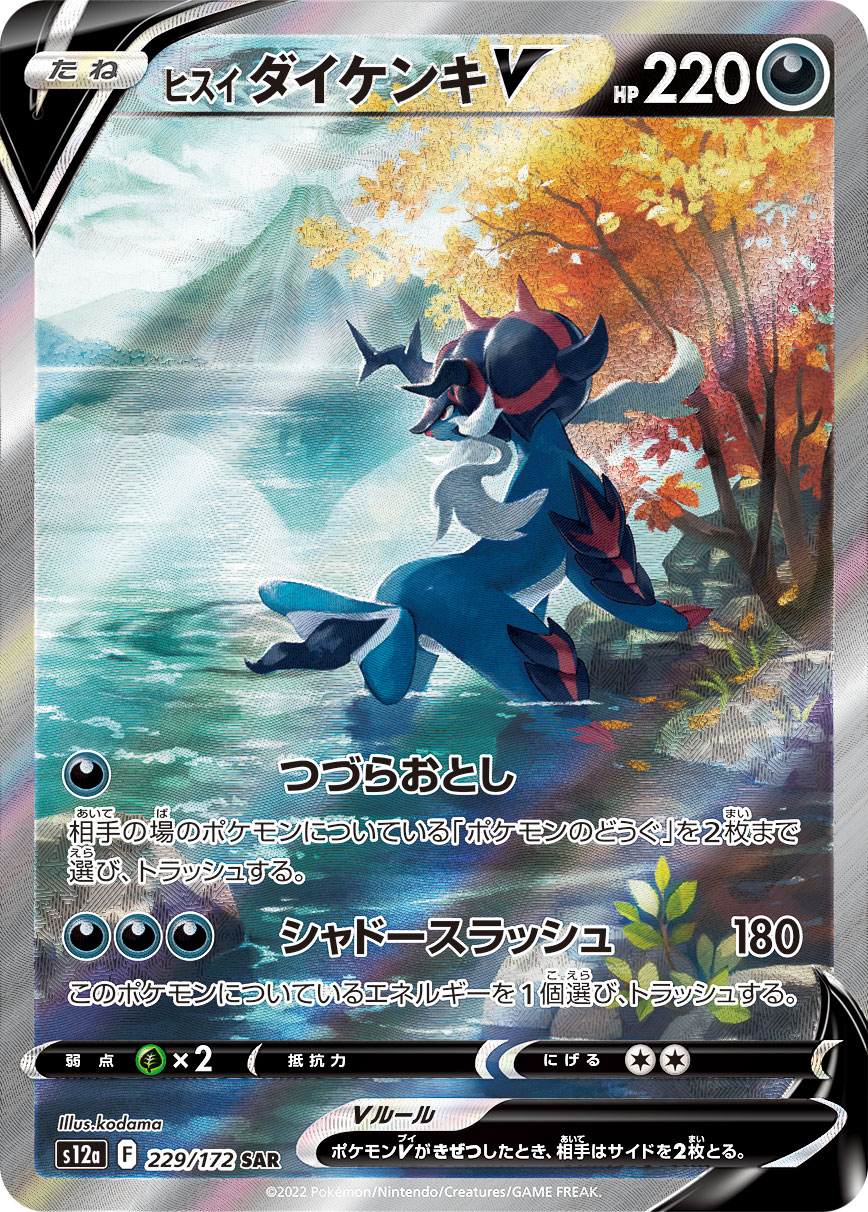 たね
ヒスイダイケンキV
HP 220
つづらおとし
相手の場のポケモンについている「ポケモンのどうぐ」を2枚まで
選び、トラッシュする。
シャドースラッシュ 180
このポケモンについているエネルギーを1個選び、トラッシュする。
弱点 ×2 抵抗力 にげる
Illus.kodama
Vルール
ポケモンVがきぜつしたとき、相手はサイドを2枚とる。
s12a F 229/172 SAR
©2022 Pokémon/Nintendo/Creatures/GAME FREAK.